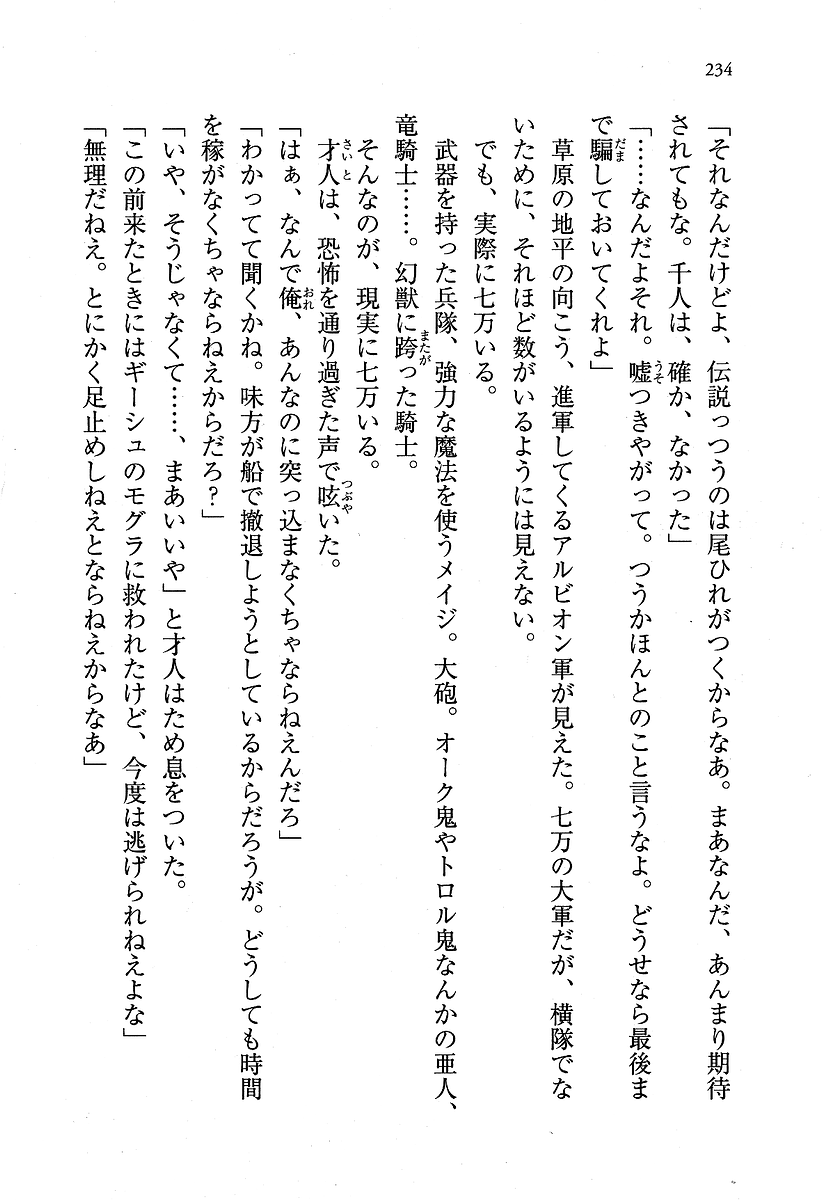 234
「それなんだけどよ、伝説っつうのは尾ひれがつくからなあ。まあなんだ、あんまり期待
されてもな。千人は、確か、なかった」
「……なんだよそれ。嘘つきやがって。つうかほんとのこと言うなよ。どうせなら最後ま
で騙しておいてくれよ」
草原の地平の向こう、進軍してくるアルビオン軍が見えた。七万の大軍だが、横隊でな
いために、それほど数がいるようには見えない。
でも、実際に七万いる。
武器を持った兵隊、強力な魔法を使うメイジ。大砲。オーク鬼やトロル鬼なんかの亜人、
竜騎士……。幻獣に跨った騎士。
そんなのが、現実に七万いる。
才人は、恐怖を通り過ぎた声で呟いた。
「はぁ、なんで俺、あんなのに突っ込まなくちゃならねえんだろ」
「わかってて聞くかね。味方が船で撤退しようとしているからだろうが。どうしても時間
を稼がなくちゃならねえからだろ?」
「いや、そうじゃなくて……、まあいいや」と才人はため息をついた。
「この前来たときにはギーシュのモグラに救われたけど、今度は逃げられねえよな」
「無理だねえ。とにかく足止めしねえとならねえからなあ」